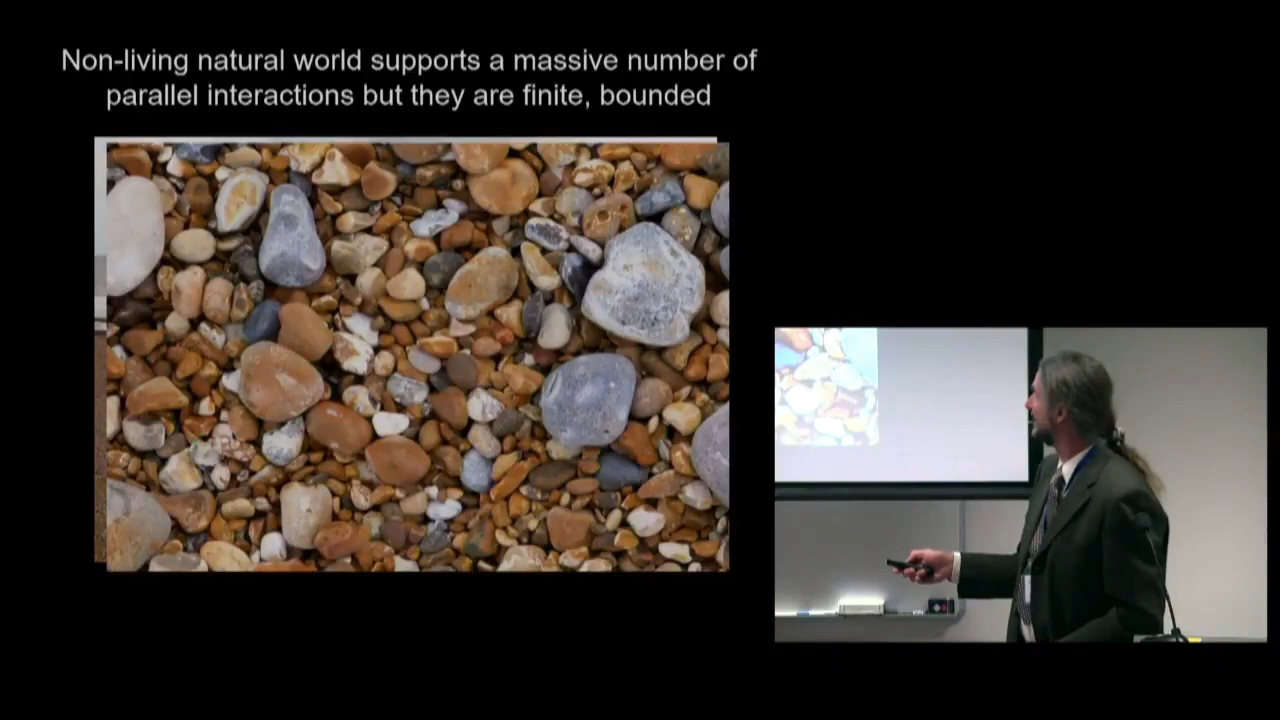 Non-living natural world supports a massive number of
parallel interactions but they are finite, bounded